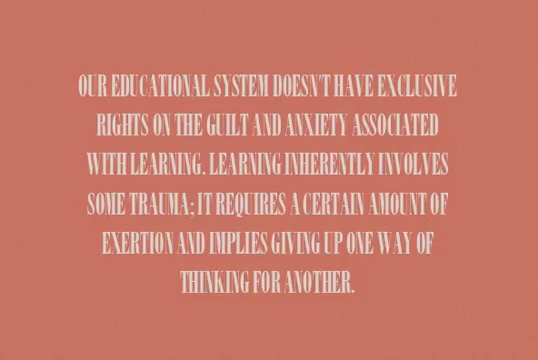 OUR EDUCATIONAL SYSTEM DOESN'T HAVE EXCLUSIVE
RIGHTS ON THE GUILT AND ANXIETY ASSOCIATED
WITH LEARNING. LEARNING INHERENTLY INVOLVES
SOME TRAUMA; IT REQUIRES A CERTAIN AMOUNT OF
EXERTION AND IMPLIES GIVING UP ONE WAY OF
THINKING FOR ANOTHER.